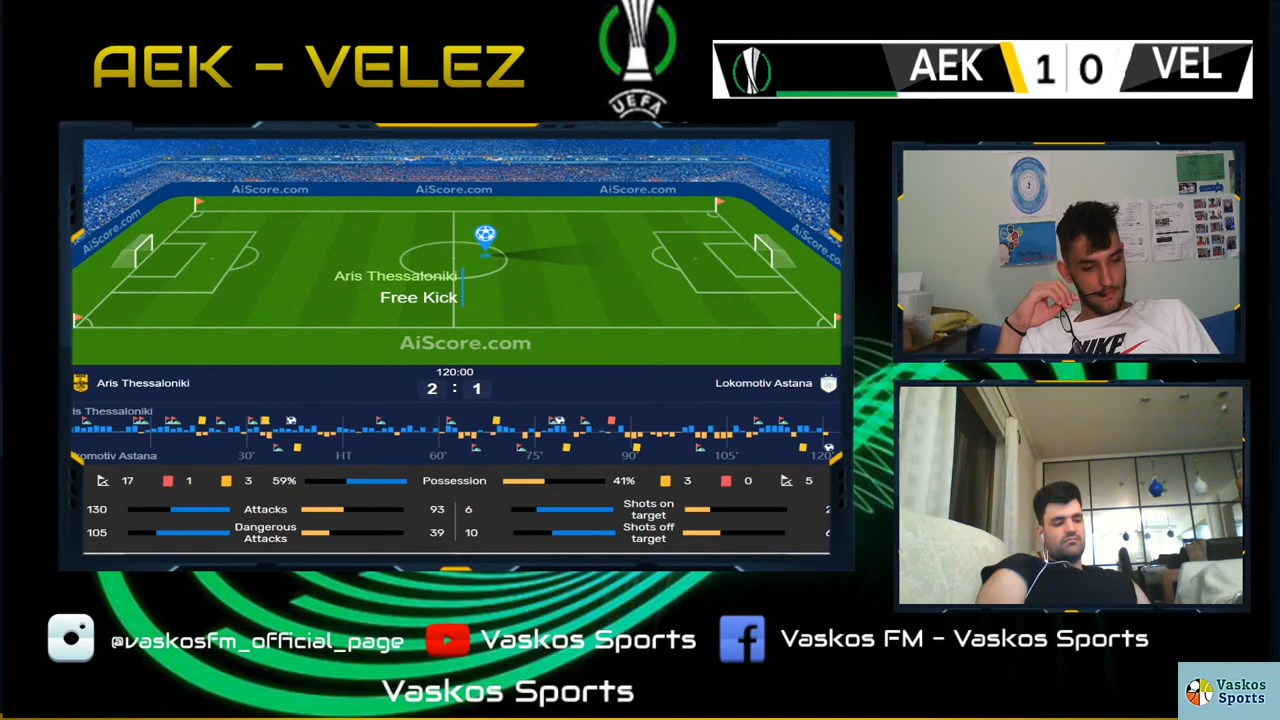 AEK - VELEZ
UEFA
AEK 1 0 VEL
AiScore.com AiScore.com AiScore.com
AiScore.com
AiScore.com
Aris Thessaloniki
Free Kick
AiScore.com
120:00
Aris Thessaloniki 2 : 1 Lokomotiv Astana
is Thessaloniki
komotiv Astana 30' HT 60' 75' 90' 105' 120'
17 1 3 59% Possession 41% 3 0 5
130 Attacks 93 6 Shots on target
105 Dangerous Attacks 39 10 Shots off target
NIKE
@vaskosfm_official_page Vaskos Sports Vaskos FM - Vaskos Sports
Vaskos Sports
Vaskos
Sports